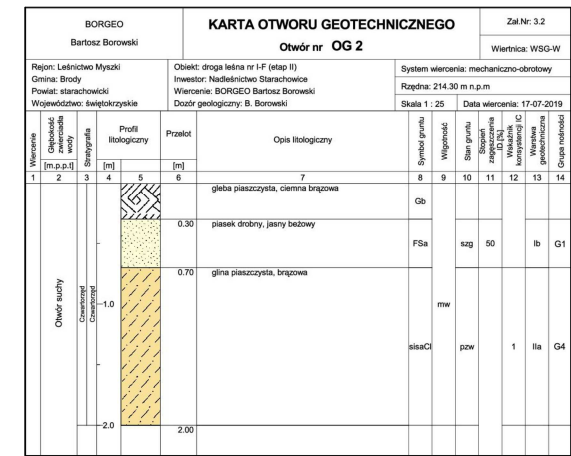 BORGEO
Bartosz Borowski
KARTA OTWORU GEOTECHNICZNEGO
Otwór nr OG 2
Zał.Nr: 3.2
Wiertnica: WSG-W
Rejon: Leśnictwo Myszki
Gmina: Brody
Powiat: starachowicki
Województwo: świętokrzyskie
Obiekt: droga leśna nr I-F (etap II)
Inwestor: Nadleśnictwo Starachowice
Wiercenie: BORGEO Bartosz Borowski
Dozór geologiczny: B. Borowski
System wiercenia: mechaniczno-obrotowy
Rzędna: 214.30 m n.p.m
Skala 1 : 25
Data wiercenia: 17-07-2019
Wiercenie
Głębokość zwierciadła wody
[m.p.p.t]
Stratygrafia
Profil litologiczny
[m]
Przelot
[m]
Opis litologiczny
Symbol gruntu
Wilgotność
Stan gruntu
Stopień zagęszczenia ID [%]
Wskaźnik konsystencji IC
Warstwa geotechniczna
Grupa nośności
1 2 3 4 5 6 7 8 9 10 11 12 13 14
gleba piaszczysta, ciemna brązowa
Gb
0.30 piasek drobny, jasny beżowy
FSa szg 50 Ib G1
0.70 glina piaszczysta, brązowa
Otwór suchy
Czwartorzęd
Czwartorzęd
1.0
mw
sisaCl pzw 1 IIa G4
2.0
2.00